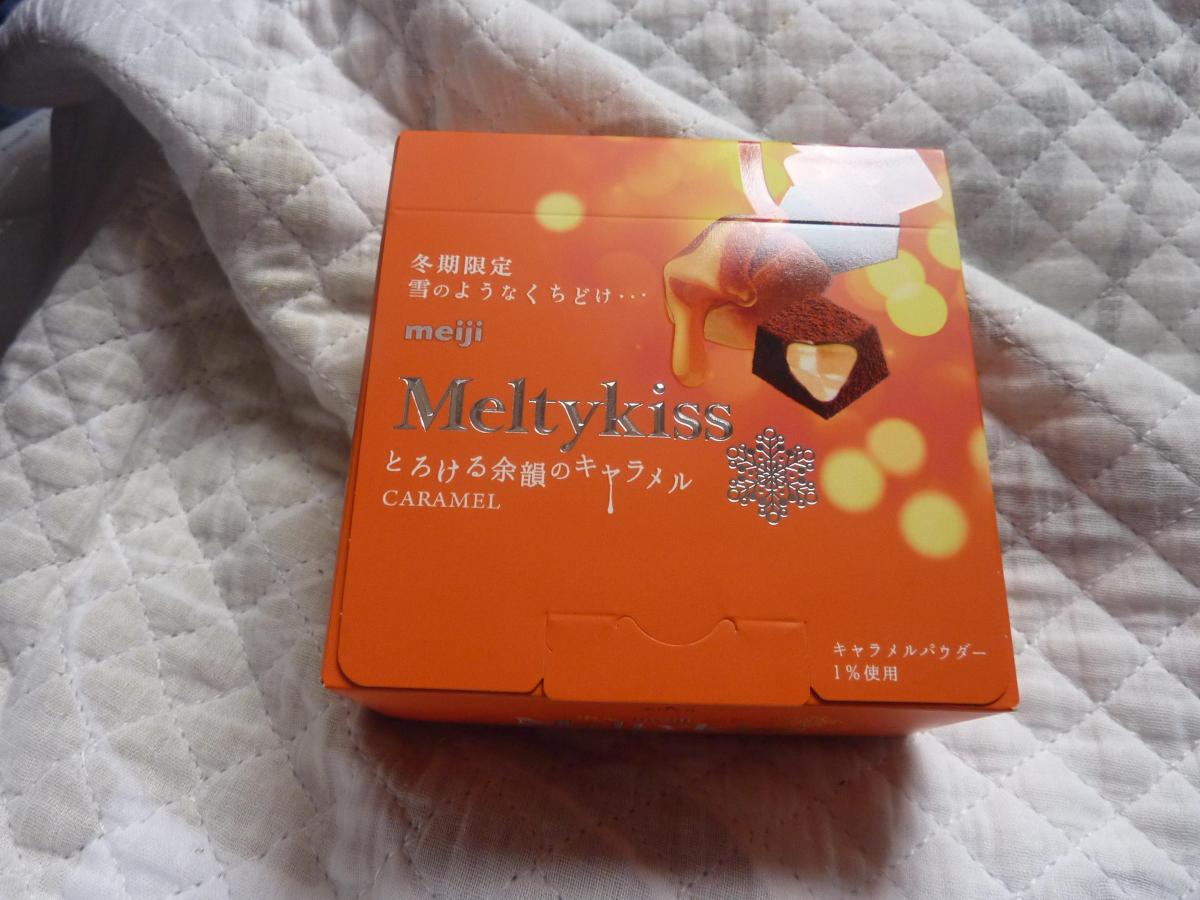 冬期限定
雪のようなくちどけ・・・
meiji
Meltykiss
とろける余韻のキャラメル
CARAMEL
キャラメルパウダー
1%使用